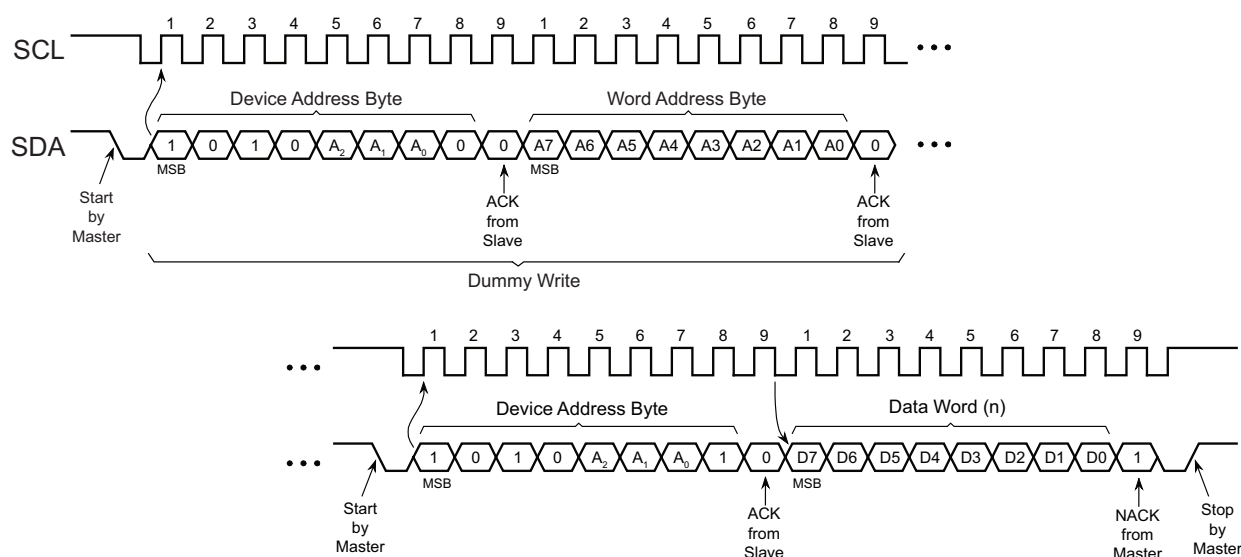 1 2 3 4 5 6 7 8 9 1 2 3 4 5 6 7 8 9
SCL
Device Address Byte Word Address Byte
SDA 1 0 1 0 A2 A1 A0 0 0 A7 A6 A5 A4 A3 A2 A1 A0 0
MSB MSB
Start by Master
ACK from Slave
ACK from Slave
Dummy Write
1 2 3 4 5 6 7 8 9 1 2 3 4 5 6 7 8 9
Device Address Byte Data Word (n)
1 0 1 0 A2 A1 A0 1 0 D7 D6 D5 D4 D3 D2 D1 D0 1
MSB MSB
Start by Master
ACK from Slave
NACK from Master
Stop by Master